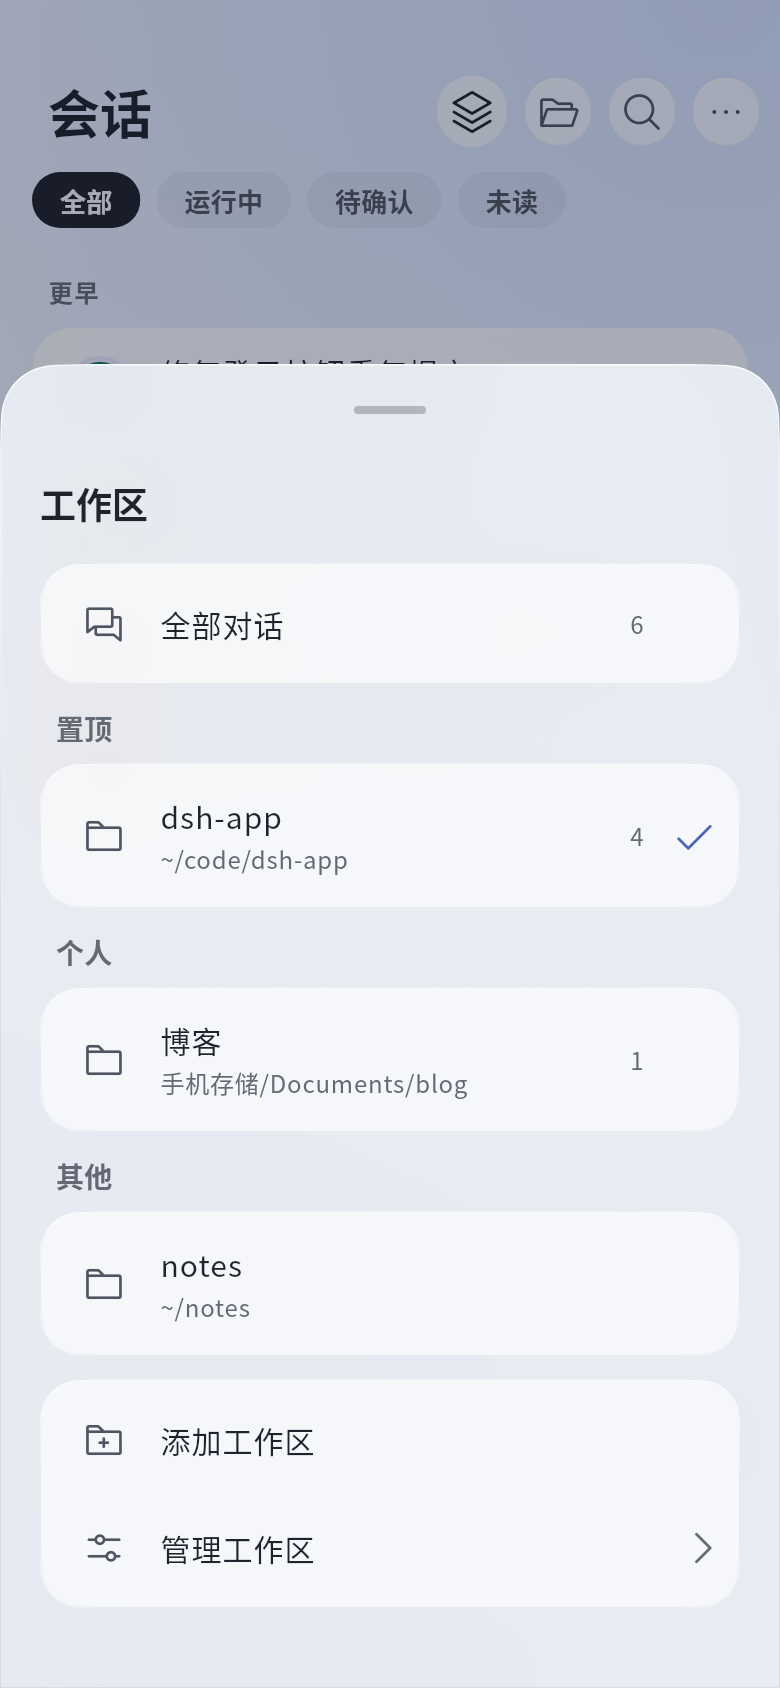 会话
全部
运行中
待确认
未读
更早
工作区
全部对话
6
置顶
dsh-app
~/code/dsh-app
4
个人
博客
手机存储/Documents/blog
1
其他
notes
~/notes
添加工作区
管理工作区